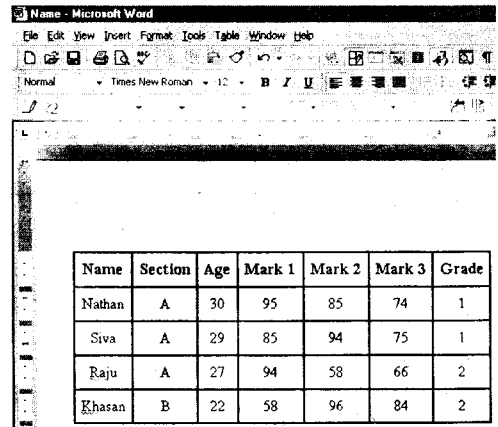 Name - Microsoft Word
File Edit View Insert Format Tools Table Window Help
Normal Times New Roman 12 B I U
Name Section Age Mark 1 Mark 2 Mark 3 Grade
Nathan A 30 95 85 74 1
Siva A 29 85 94 75 1
Raju A 27 94 58 66 2
Khasan B 22 58 96 84 2